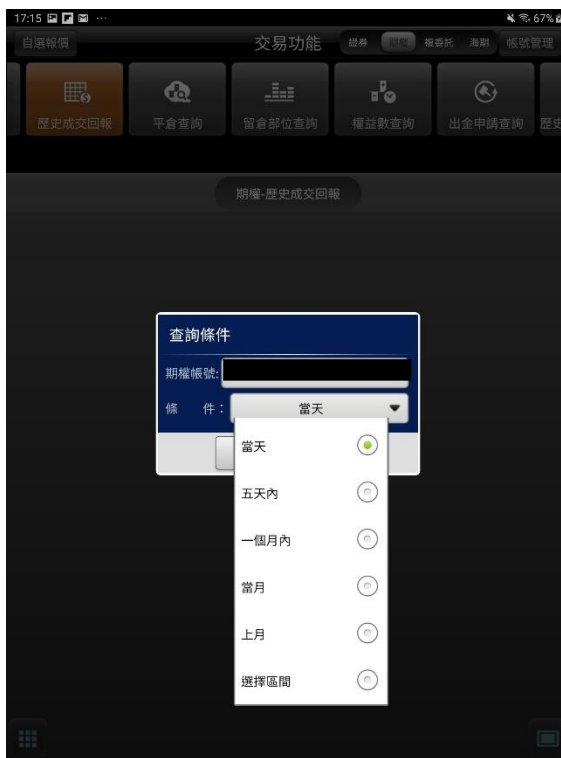 17:15 67%
自選報價 交易功能 證券 期權 複委託 海期 帳號管理
歷史成交回報 平倉查詢 留倉部位查詢 權益數查詢 出金申請查詢 歷史
期權-歷史成交回報
查詢條件
期權帳號:
條 件： 當天
當天
五天內
一個月內
當月
上月
選擇區間